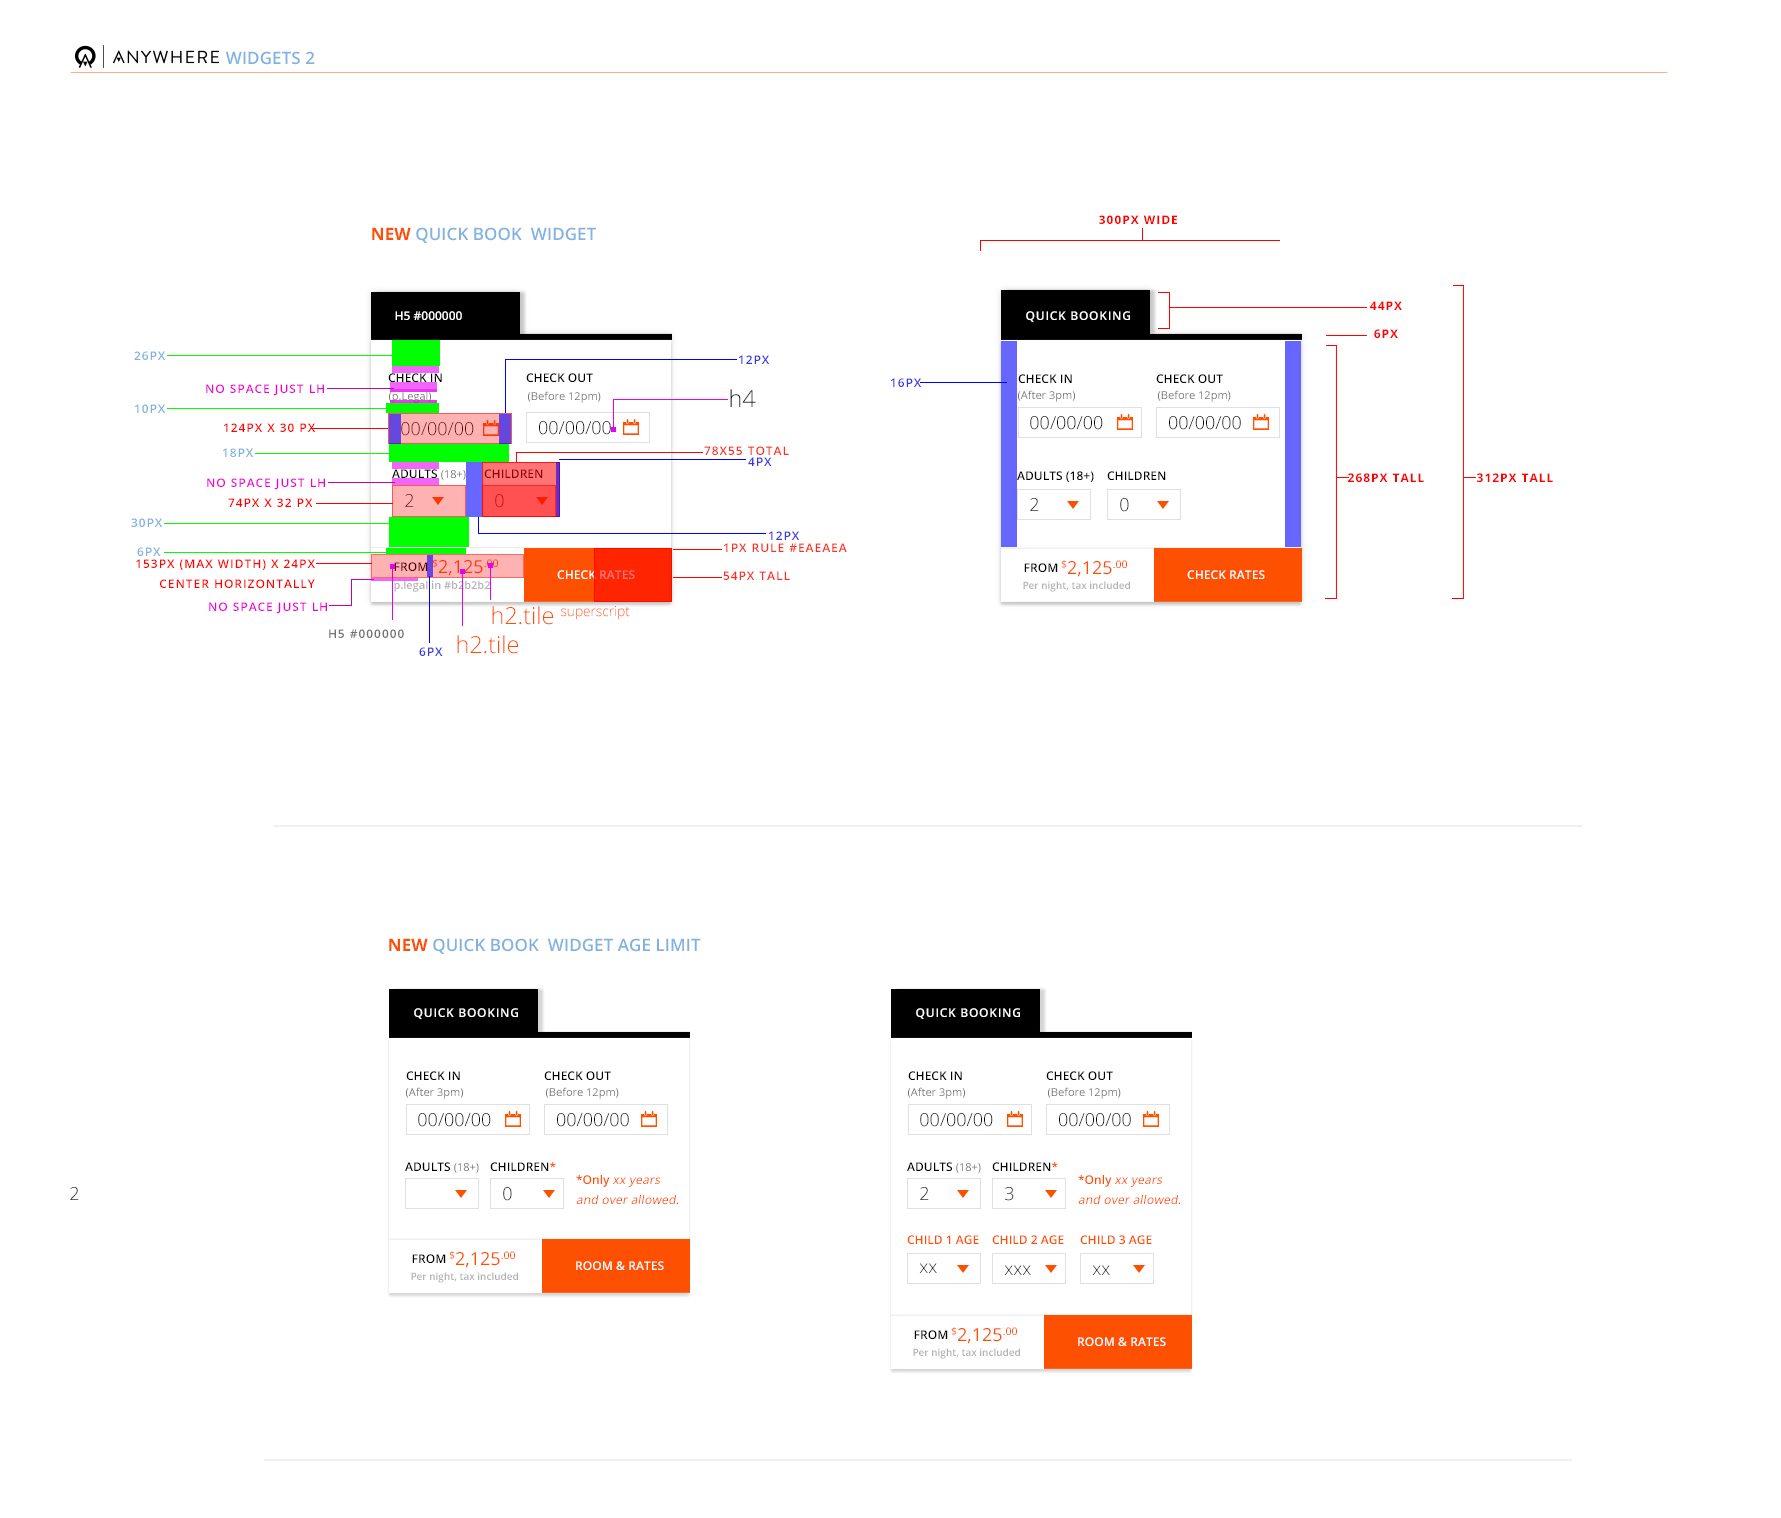 ANYWHERE WIDGETS 2
NEW QUICK BOOK WIDGET
H5 #000000
26PX
NO SPACE JUST LH
CHECK IN
(p.Legal)
CHECK OUT
(Before 12pm)
12PX
h4
10PX
124PX X 30 PX
00/00/00
00/00/00
18PX
78X55 TOTAL
4PX
ADULTS (18+)
CHILDREN
NO SPACE JUST LH
74PX X 32 PX
2
0
30PX
12PX
6PX
1PX RULE #EAEAEA
153PX (MAX WIDTH) X 24PX
CENTER HORIZONTALLY
FROM $2,125.00
p.legal in #b2b2b2
CHECK RATES
54PX TALL
NO SPACE JUST LH
h2.tile superscript
H5 #000000
6PX
h2.tile
300PX WIDE
QUICK BOOKING
44PX
6PX
16PX
CHECK IN
(After 3pm)
CHECK OUT
(Before 12pm)
00/00/00
00/00/00
ADULTS (18+)
CHILDREN
2
0
268PX TALL
312PX TALL
FROM $2,125.00
Per night, tax included
CHECK RATES
NEW QUICK BOOK WIDGET AGE LIMIT
QUICK BOOKING
CHECK IN
(After 3pm)
CHECK OUT
(Before 12pm)
00/00/00
00/00/00
ADULTS (18+)
CHILDREN*
0
*Only xx years
and over allowed.
FROM $2,125.00
Per night, tax included
ROOM & RATES
QUICK BOOKING
CHECK IN
(After 3pm)
CHECK OUT
(Before 12pm)
00/00/00
00/00/00
ADULTS (18+)
CHILDREN*
2
3
*Only xx years
and over allowed.
CHILD 1 AGE
CHILD 2 AGE
CHILD 3 AGE
XX
XXX
XX
FROM $2,125.00
Per night, tax included
ROOM & RATES
2